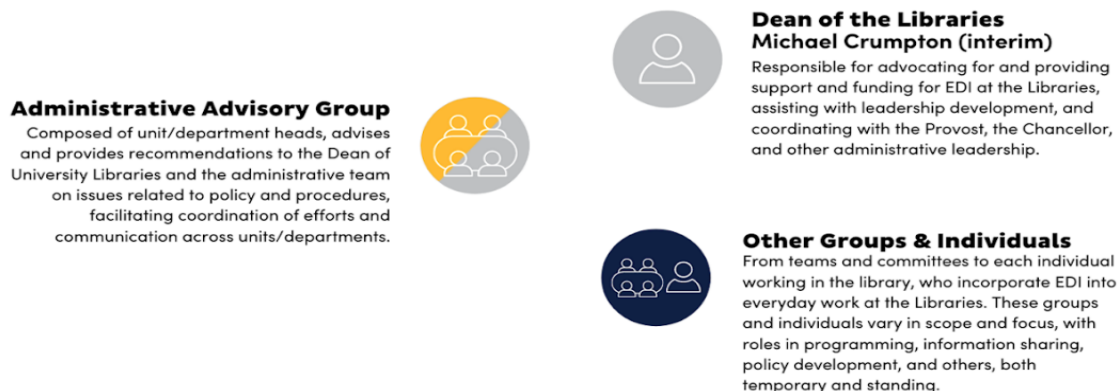 Administrative Advisory Group
Composed of unit/department heads, advises
and provides recommendations to the Dean of
University Libraries and the administrative team
on issues related to policy and procedures,
facilitating coordination of efforts and
communication across units/departments.
Dean of the Libraries
Michael Crumpton (interim)
Responsible for advocating for and providing
support and funding for EDI at the Libraries,
assisting with leadership development, and
coordinating with the Provost, the Chancellor,
and other administrative leadership.
Other Groups & Individuals
From teams and committees to each individual
working in the library, who incorporate EDI into
everyday work at the Libraries. These groups
and individuals vary in scope and focus, with
roles in programming, information sharing,
policy development, and others, both
temporary and standing.